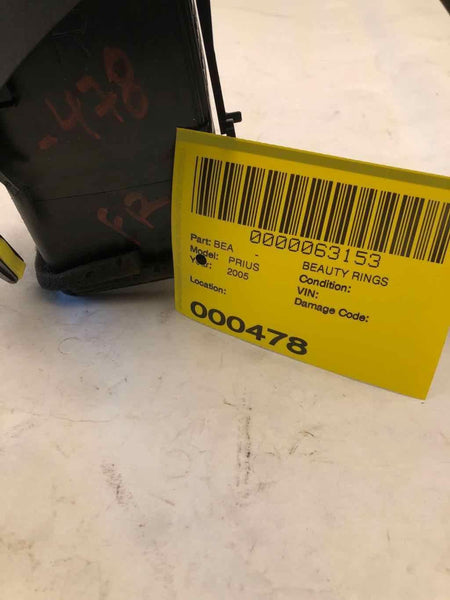 -478
FR
0000063153
Part: BEA - BEAUTY RINGS
Model: PRIUS Condition:
Year: 2005 VIN:
Damage Code:
Location:
000478